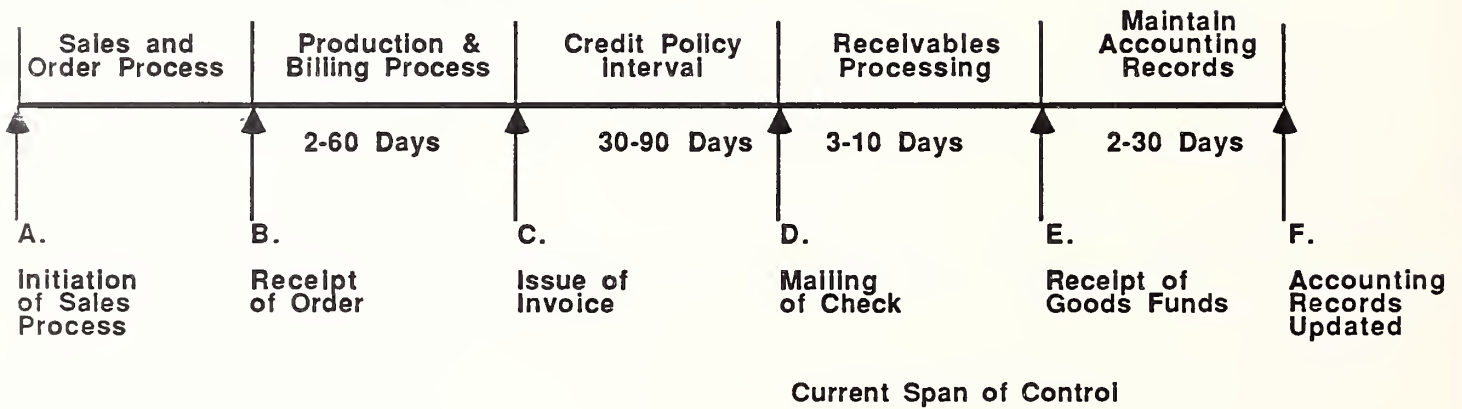 Sales and
Order Process
Production &
Billing Process
Credit Policy
Interval
Receivables
Processing
Maintain
Accounting
Records
2-60 Days
30-90 Days
3-10 Days
2-30 Days
A.
Initiation
of Sales
Process
B.
Receipt
of Order
C.
Issue of
Invoice
D.
Mailing
of Check
E.
Receipt of
Goods Funds
F.
Accounting
Records
Updated
Current Span of Control